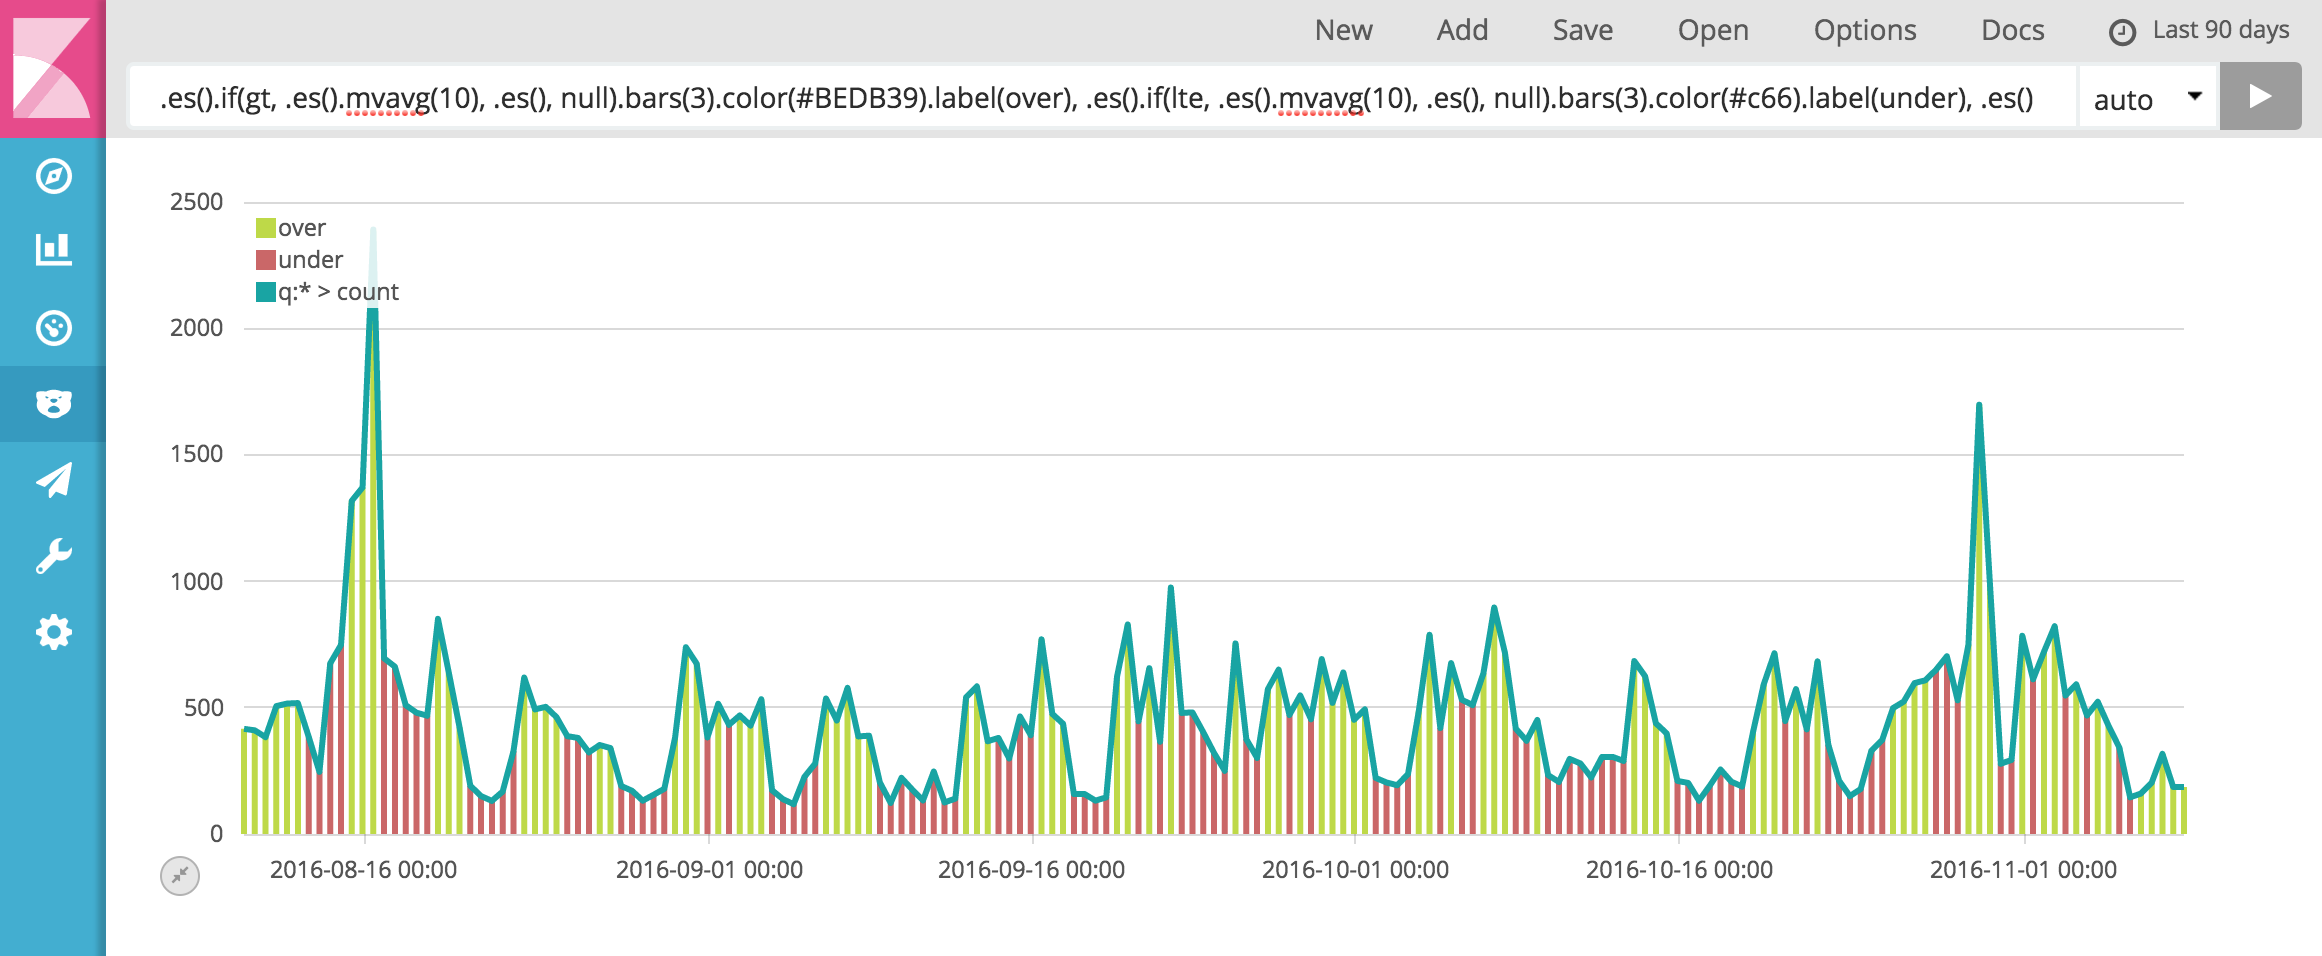 New Add Save Open Options Docs Last 90 days
.es().if(gt, .es().mvavg(10), .es(), null).bars(3).color(#BEDB39).label(over), .es().if(lte, .es().mvavg(10), .es(), null).bars(3).color(#c66).label(under), .es() auto
2500
over
under
q:* > count
2000
1500
1000
500
0
2016-08-16 00:00 2016-09-01 00:00 2016-09-16 00:00 2016-10-01 00:00 2016-10-16 00:00 2016-11-01 00:00